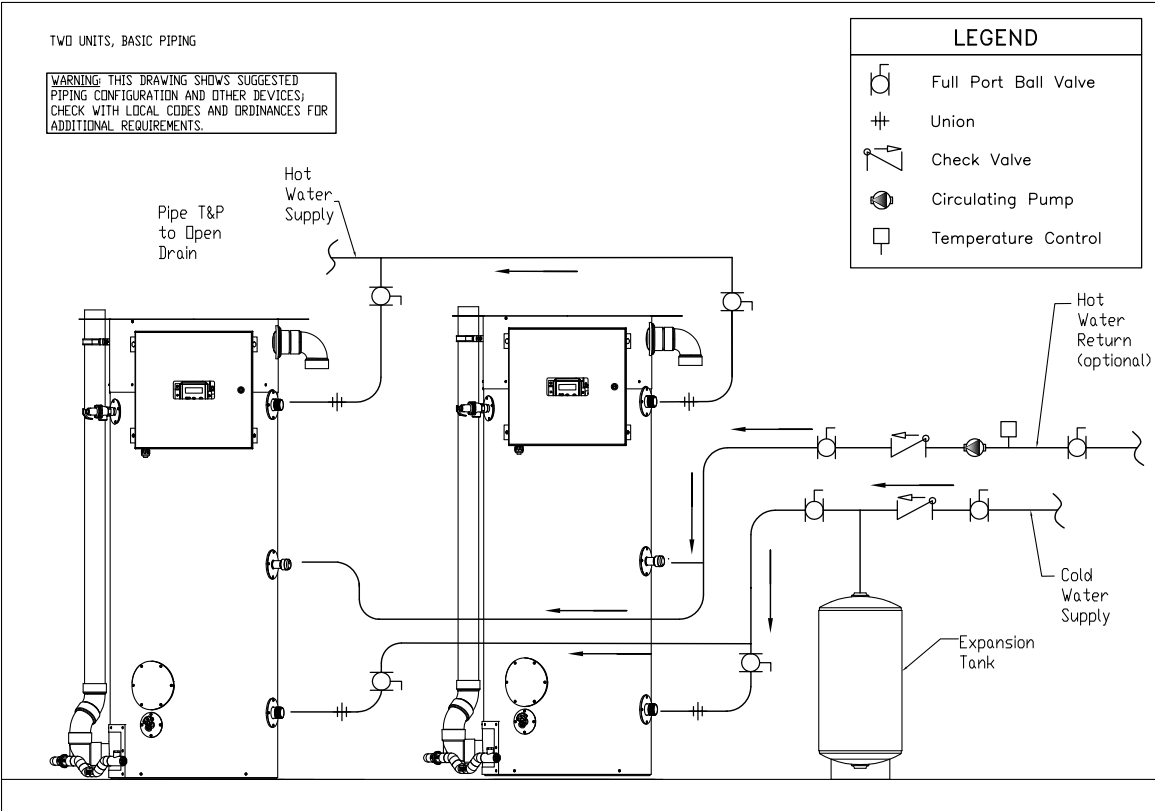 TWO UNITS, BASIC PIPING
WARNING: THIS DRAWING SHOWS SUGGESTED
PIPING CONFIGURATION AND OTHER DEVICES;
CHECK WITH LOCAL CODES AND ORDINANCES FOR
ADDITIONAL REQUIREMENTS.
LEGEND
Full Port Ball Valve
Union
Check Valve
Circulating Pump
Temperature Control
Hot
Water
Supply
Pipe T&P
to Open
Drain
Hot
Water
Return
(optional)
Cold
Water
Supply
Expansion
Tank